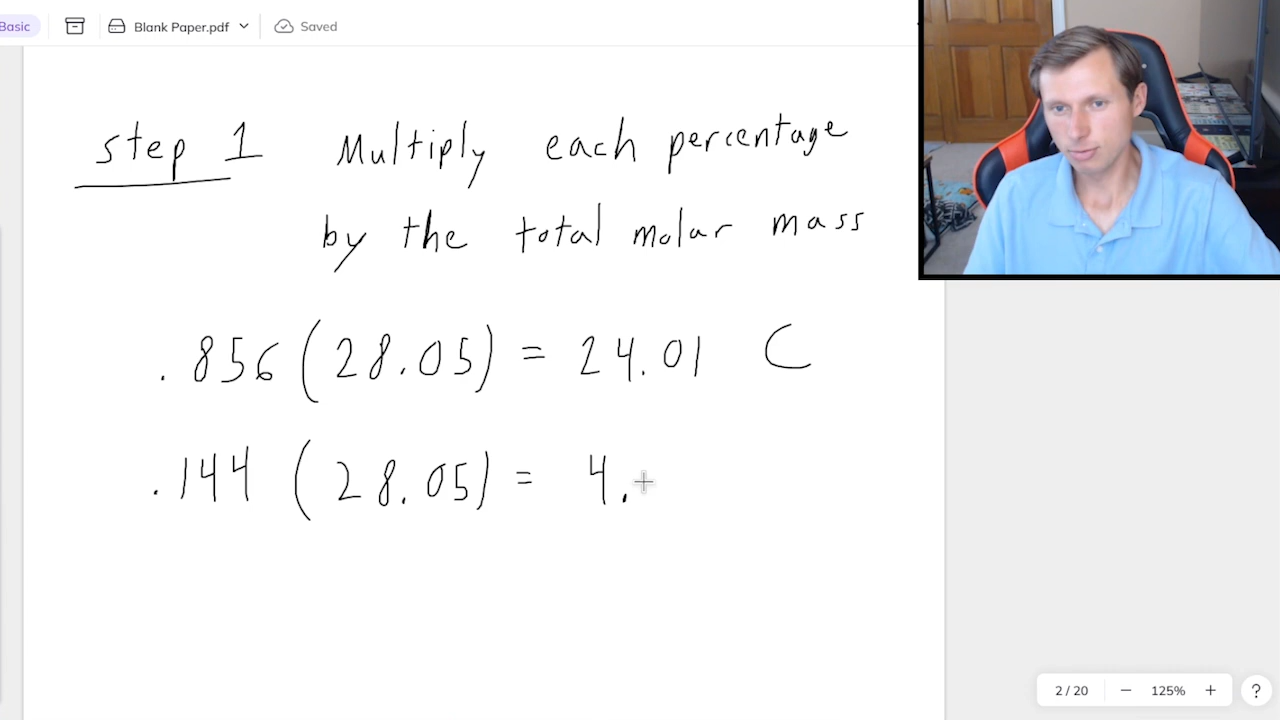 Basic
Blank Paper.pdf
Saved
step 1 Multiply each percentage
by the total molar mass
.856 (28.05) = 24.01 C
.144 (28.05) = 4.
2 / 20
125%
?